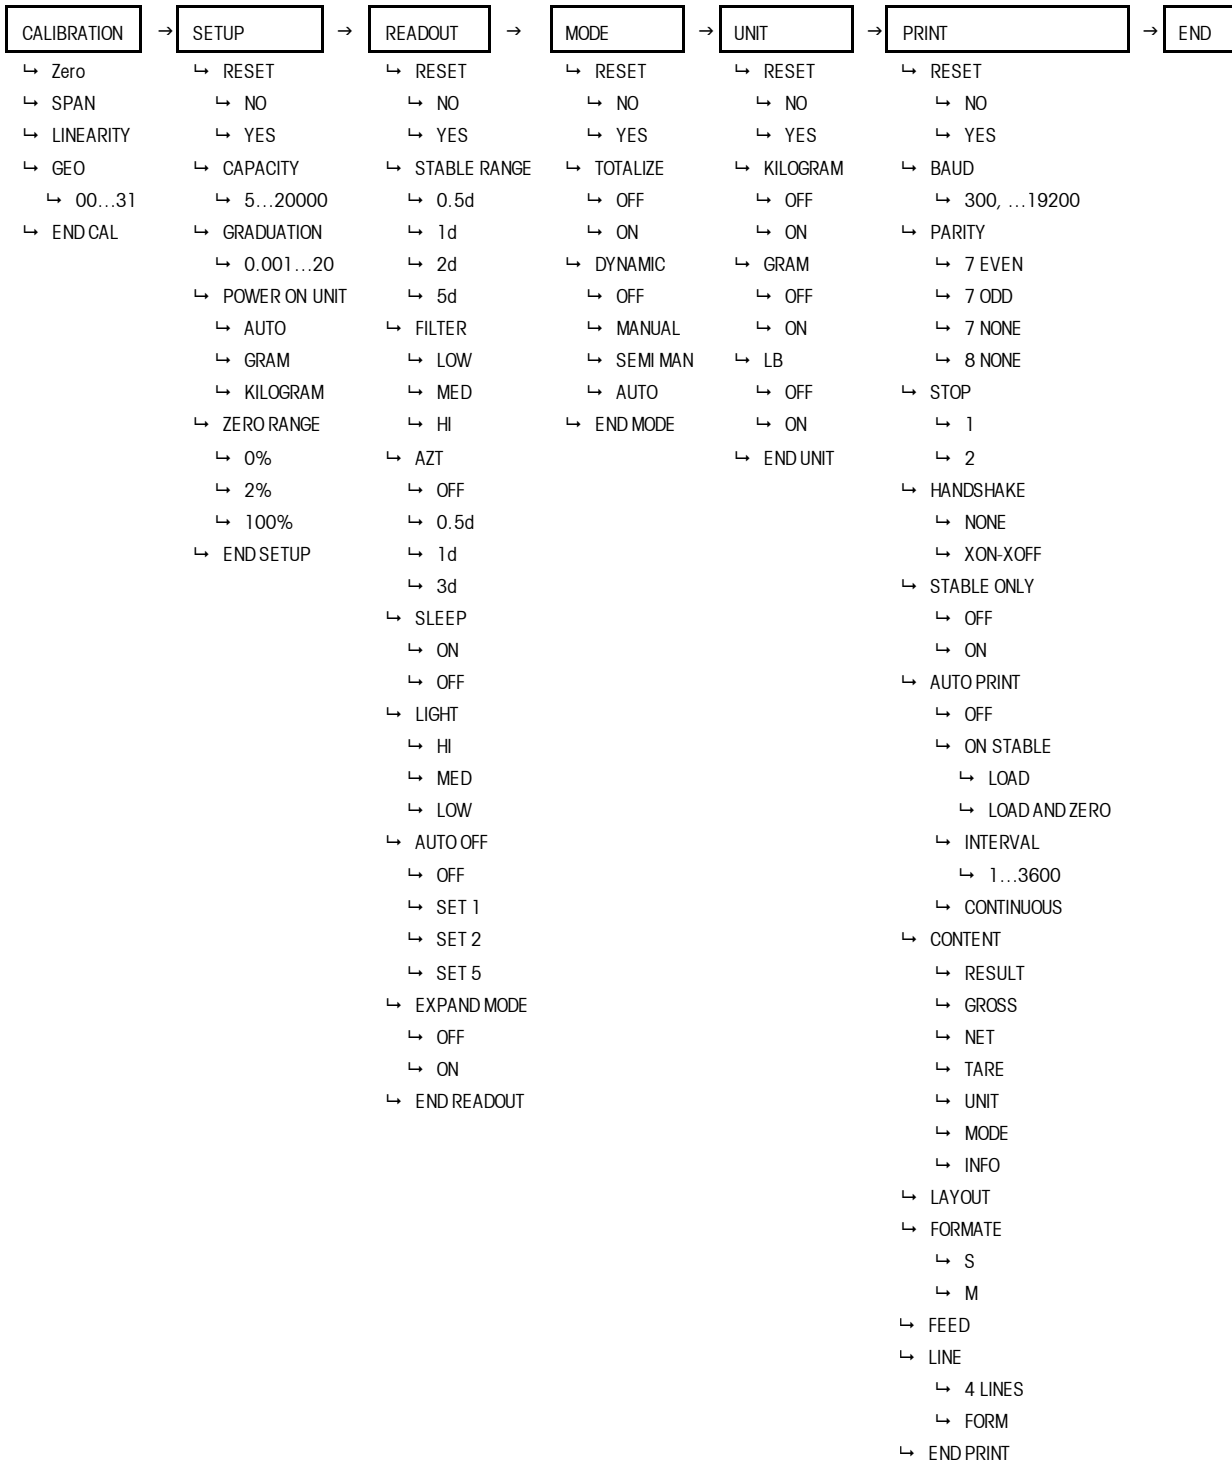 CALIBRATION → SETUP → READOUT → MODE → UNIT → PRINT → END
↳ Zero
↳ SPAN
↳ LINEARITY
↳ GEO
↳ 00...31
↳ END CAL
↳ RESET
↳ NO
↳ YES
↳ CAPACITY
↳ 5...20000
↳ GRADUATION
↳ 0.001...20
↳ POWER ON UNIT
↳ AUTO
↳ GRAM
↳ KILOGRAM
↳ ZERO RANGE
↳ 0%
↳ 2%
↳ 100%
↳ END SETUP
↳ RESET
↳ NO
↳ YES
↳ STABLE RANGE
↳ 0.5d
↳ 1d
↳ 2d
↳ 5d
↳ FILTER
↳ LOW
↳ MED
↳ HI
↳ AZT
↳ OFF
↳ 0.5d
↳ 1d
↳ 3d
↳ SLEEP
↳ ON
↳ OFF
↳ LIGHT
↳ HI
↳ MED
↳ LOW
↳ AUTO OFF
↳ OFF
↳ SET 1
↳ SET 2
↳ SET 5
↳ EXPAND MODE
↳ OFF
↳ ON
↳ END READOUT
↳ RESET
↳ NO
↳ YES
↳ TOTALIZE
↳ OFF
↳ ON
↳ DYNAMIC
↳ OFF
↳ MANUAL
↳ SEMI MAN
↳ AUTO
↳ END MODE
↳ RESET
↳ NO
↳ YES
↳ KILOGRAM
↳ OFF
↳ ON
↳ GRAM
↳ OFF
↳ ON
↳ LB
↳ OFF
↳ ON
↳ END UNIT
↳ RESET
↳ NO
↳ YES
↳ BAUD
↳ 300, ...19200
↳ PARITY
↳ 7 EVEN
↳ 7 ODD
↳ 7 NONE
↳ 8 NONE
↳ STOP
↳ 1
↳ 2
↳ HANDSHAKE
↳ NONE
↳ XON-XOFF
↳ STABLE ONLY
↳ OFF
↳ ON
↳ AUTO PRINT
↳ OFF
↳ ON STABLE
↳ LOAD
↳ LOAD AND ZERO
↳ INTERVAL
↳ 1...3600
↳ CONTINUOUS
↳ CONTENT
↳ RESULT
↳ GROSS
↳ NET
↳ TARE
↳ UNIT
↳ MODE
↳ INFO
↳ LAYOUT
↳ FORMATE
↳ S
↳ M
↳ FEED
↳ LINE
↳ 4 LINES
↳ FORM
↳ END PRINT